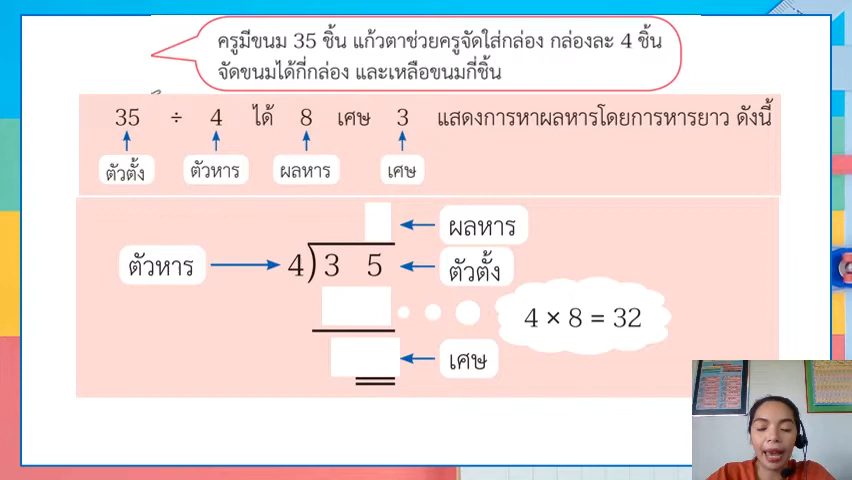 ครูมีขนม 35 ชิ้น แก้วตาช่วยครูจัดใส่กล่อง กล่องละ 4 ชิ้น
จัดขนมได้กี่กล่อง และเหลือขนมกี่ชิ้น
35 ÷ 4 ได้ 8 เศษ 3 แสดงการหาผลหารโดยการหารยาว ดังนี้
ตัวตั้ง ตัวหาร ผลหาร เศษ
ผลหาร
ตัวหาร 4)3 5 ตัวตั้ง
4 × 8 = 32
เศษ